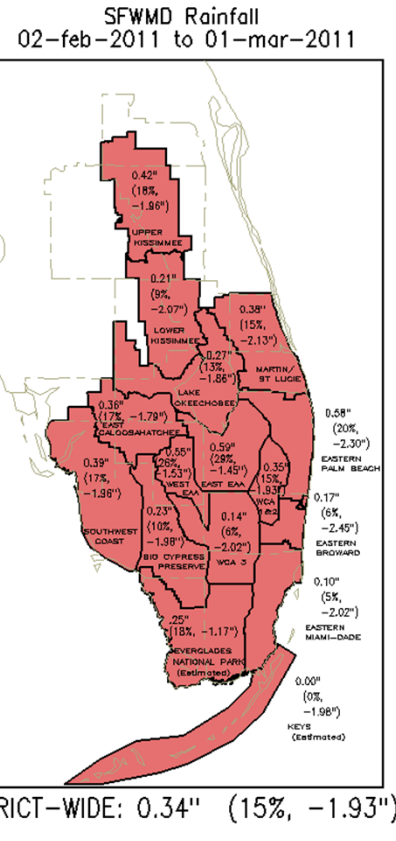 SFWMD Rainfall
02-feb-2011 to 01-mar-2011
0.42"
(18%,
-1.96")
UPPER
KISSIMMEE
0.21"
(9%,
-2.07")
LOWER
KISSIMMEE
0.38"
(15%,
-2.13")
MARTIN/
ST LUCIE
0.27"
(13%,
-1.86")
LAKE
OKEECHOBEE
0.36"
(17%, -1.79")
EAST
CALOOSAHATCHEE
0.58"
(20%,
-2.30")
EASTERN
PALM BEACH
0.39"
(17%,
-1.96")
SOUTHWEST
COAST
0.55"
(26%,
-1.53")
WEST
EAA
0.59"
(29%,
-1.45")
EAST EAA
0.35"
(15%,
-1.93")
WCA
1&2
0.17"
(6%,
-2.45")
EASTERN
BROWARD
0.23"
(10%,
-1.98")
BIG CYPRESS
PRESERVE
0.14"
(6%,
-2.02")
WCA 3
0.10"
(5%,
-2.02")
EASTERN
MIAMI-DADE
.25"
(18%, -1.17")
EVERGLADES
NATIONAL PARK
(Estimated)
0.00"
(0%,
-1.98")
KEYS
(Estimated)
RICT-WIDE: 0.34" (15%, -1.93")